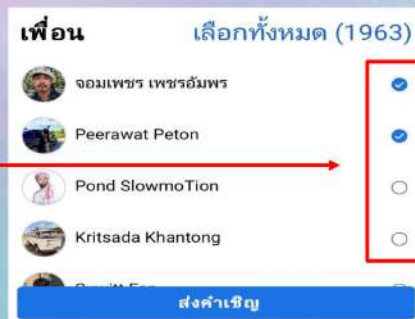 เพื่อน เลือกทั้งหมด (1963)
จอมเพชร เพชรอัมพร
Peerawat Peton
Pond SlowmoTion
Kritsada Khantong
ส่งคำเชิญ